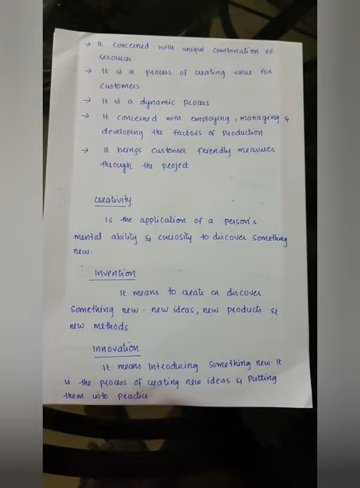 → It concerned with unique combination of
resources
→ It is a process of creating value for
customers
→ It is a dynamic process
→ It concerned with employing, managing &
developing the factors of production
→ It beings customer friendly measures
through the project
Creativity
Is the application of a person's
mental ability & curiosity to discover something
new.
Invention
It means to create or discover
something new - new ideas, new products &
new methods
Innovation
It means Introducing something new. It
is the process of creating new ideas & Putting
them into practice